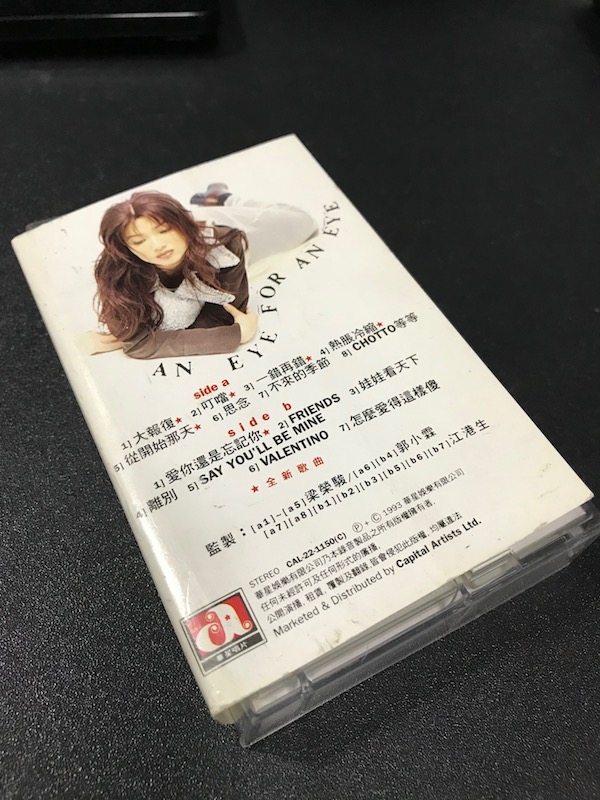 AN EYE FOR AN EYE
side a
1]大報復★ 2]叮噹★ 3]一錯再錯★ 4]熱脹冷縮★
5]從開始那天★ 6]思念 7]不來的季節 8]CHOTTO等等
side b
1]愛你還是忘記你★ 2]FRIENDS 3]娃娃看天下
4]離別 5]SAY YOU'LL BE MINE
6]VALENTINO 7]怎麼愛得這樣傻
★全新歌曲
監製:[a1]~[a5]梁榮駿/[a6][b4]郭小霖
[a7][a8][b1][b2][b3][b5][b6][b7]江港生
STEREO CAL-22-1150(C) Ⓟ+© 1993 華星娛樂有限公司
華星娛樂有限公司乃本錄音製品之所有版權擁有者,
任何未經許可及任何形式的廣播,
公開演播, 租賃, 覆製及翻錄, 皆會侵犯此版權, 均屬違法
Marketed & Distributed by Capital Artists Ltd.
a
華星唱片